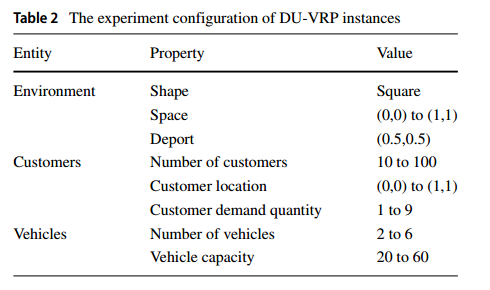 Table 2 The experiment configuration of DU-VRP instances
Entity Property Value
Environment Shape Square
Space (0,0) to (1,1)
Deport (0.5,0.5)
Customers Number of customers 10 to 100
Customer location (0,0) to (1,1)
Customer demand quantity 1 to 9
Vehicles Number of vehicles 2 to 6
Vehicle capacity 20 to 60